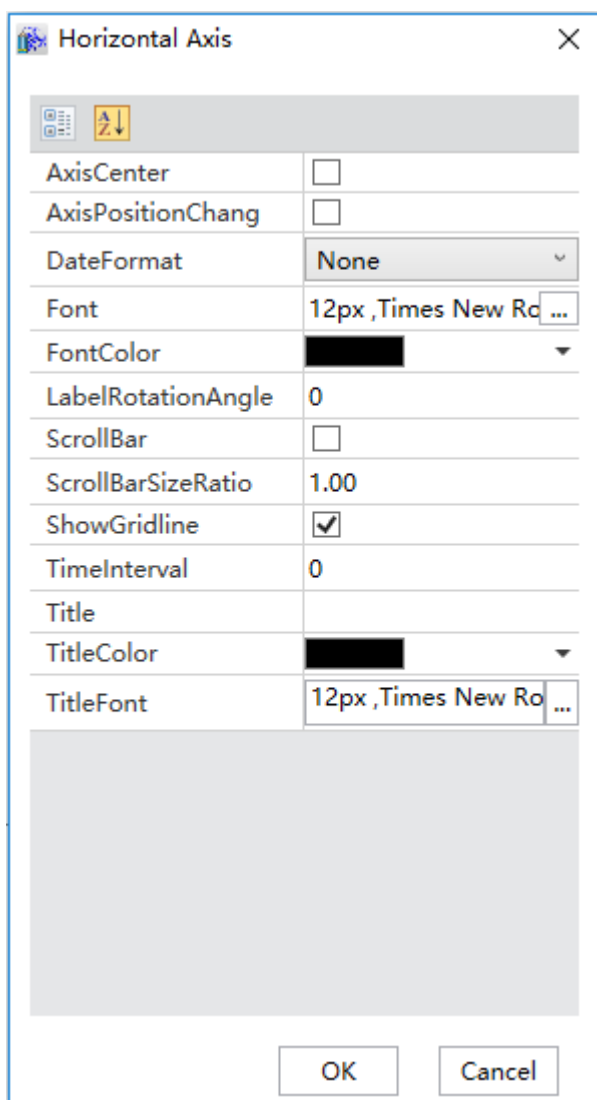 Horizontal Axis
AxisCenter
AxisPositionChang
DateFormat None
Font 12px ,Times New Ro ...
FontColor
LabelRotationAngle 0
ScrollBar
ScrollBarSizeRatio 1.00
ShowGridline
TimeInterval 0
Title
TitleColor
TitleFont 12px ,Times New Ro ...
OK Cancel